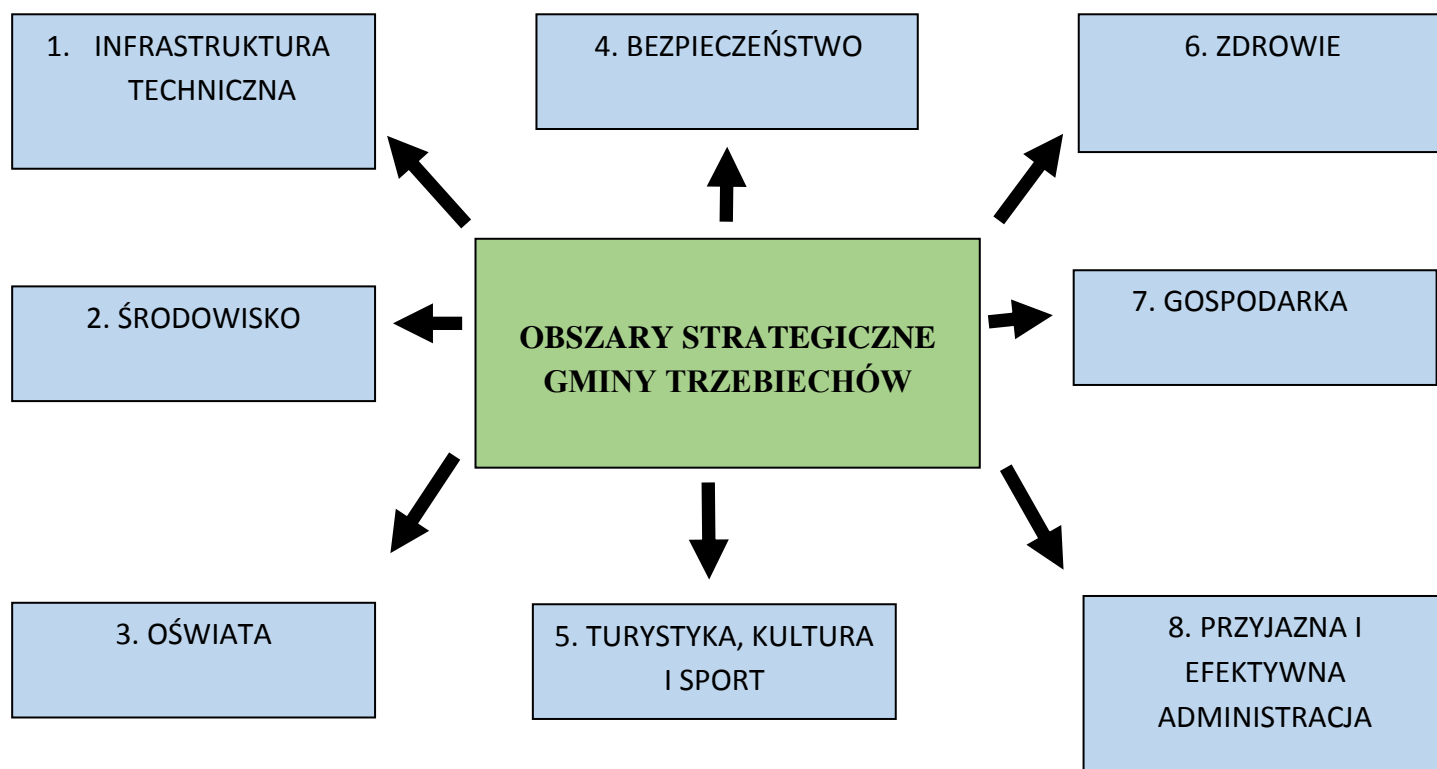 1. INFRASTRUKTURA
TECHNICZNA
4. BEZPIECZEŃSTWO
6. ZDROWIE
2. ŚRODOWISKO
OBSZARY STRATEGICZNE
GMINY TRZEBIECHÓW
7. GOSPODARKA
3. OŚWIATA
5. TURYSTYKA, KULTURA
I SPORT
8. PRZYJAZNA I
EFEKTYWNA
ADMINISTRACJA